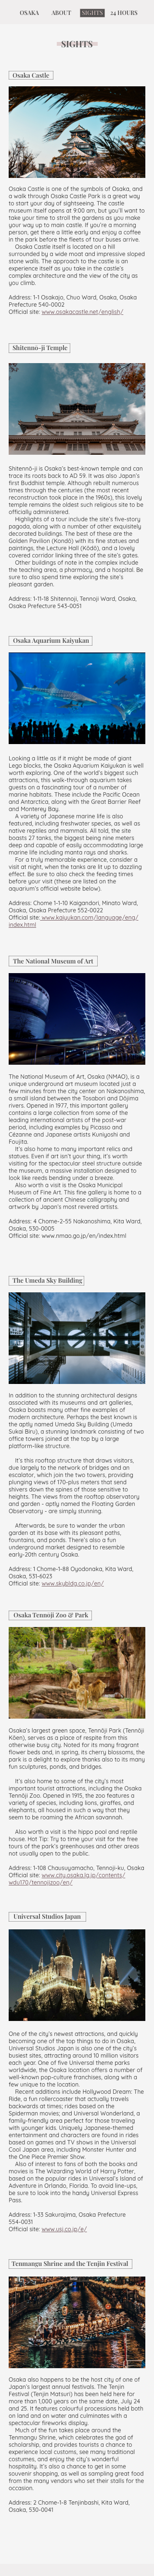 OSAKA ABOUT SIGHTS 24 HOURS
SIGHTS
Osaka Castle
Osaka Castle is one of the symbols of Osaka, and
a walk through Osaka Castle Park is a great way
to start your day of sightseeing. The castle
museum itself opens at 9:00 am, but you'll want to
take your time to stroll the gardens as you make
your way up to main castle. If you're a morning
person, get there a little early and enjoy a coffee
in the park before the fleets of tour buses arrive.
Osaka Castle itself is located on a hill
surrounded by a wide moat and impressive sloped
stone walls. The approach to the castle is an
experience itself as you take in the castle's
complex architecture and the view of the city as
you climb.
Address: 1-1 Osakajo, Chuo Ward, Osaka, Osaka
Prefecture 540-0002
Official site: www.osakacastle.net/english/
Shitenno-ji Temple
Shitennō-ji is Osaka's best-known temple and can
trace its roots back to AD 59. It was also Japan's
first Buddhist temple. Although rebuilt numerous
times through the centuries (the most recent
reconstruction took place in the 1960s), this lovely
temple remains the oldest such religious site to be
officially administered.
Highlights of a tour include the site's five-story
pagoda, along with a number of other exquisitely
decorated buildings. Three of the best are the
Golden Pavilion (Kondō) with its fine statues and
paintings, the Lecture Hall (Kōdō), and a lovely
covered corridor linking three of the site's gates.
Other buildings of note in the complex include
the teaching area, a pharmacy, and a hospital. Be
sure to also spend time exploring the site's
pleasant garden.
Address: 1-11-18 Shitennoji, Tennoji Ward, Osaka,
Osaka Prefecture 543-0051
Osaka Aquarium Kaiyukan
Looking a little as if it might be made of giant
Lego blocks, the Osaka Aquarium Kaiyukan is well
worth exploring. One of the world's biggest such
attractions, this walk-through aquarium takes
guests on a fascinating tour of a number of
marine habitats. These include the Pacific Ocean
and Antarctica, along with the Great Barrier Reef
and Monterey Bay.
A variety of Japanese marine life is also
featured, including freshwater species, as well as
native reptiles and mammals. All told, the site
boasts 27 tanks, the biggest being nine meters
deep and capable of easily accommodating large
marine life including manta rays and sharks.
For a truly memorable experience, consider a
visit at night, when the tanks are lit to a dazzling
effect. Be sure to also check feeding times
before your visit (these are listed on the
aquarium's official website below).
Address: Chome 1-1-10 Kaigandori, Minato Ward,
Osaka, Osaka Prefecture 552-0022
Official site: www.kaiyukan.com/language/eng/
index.html
The National Museum of Art
The National Museum of Art, Osaka (NMAO), is a
unique underground art museum located just a
few minutes from the city center on Nakanoshima,
a small island between the Tosabori and Dōjima
rivers. Opened in 1977, this important gallery
contains a large collection from some of the
leading international artists of the post-war
period, including examples by Picasso and
Cézanne and Japanese artists Kuniyoshi and
Foujita.
It's also home to many important relics and
statues. Even if it's not being open, it's worth
visiting for the spectacular steel structure outside
the museum, a massive installation designed to
look like reeds bending under a breeze.
Also worth a visit is the Osaka Municipal
Museum of Fine Art. This fine gallery is home to a
collection of ancient Chinese calligraphy and
artwork by Japan's most revered artists.
Address: 4 Chome-2-55 Nakanoshima, Kita Ward,
Osaka, 530-0005
Official site: www.nmao.go.jp/en/index.html
The Umeda Sky Building
In addition to the stunning architectural designs
associated with its museums and art galleries,
Osaka boasts many other fine examples of
modern architecture. Perhaps the best known is
the aptly named Umeda Sky Building (Umeda
Sukai Biru), a stunning landmark consisting of two
office towers joined at the top by a large
platform-like structure.
It's this rooftop structure that draws visitors,
due largely to the network of bridges and an
escalator, which join the two towers, providing
plunging views of 170-plus meters that send
shivers down the spines of those sensitive to
heights. The views from the rooftop observatory
and garden - aptly named the Floating Garden
Observatory - are simply stunning.
Afterwards, be sure to wander the urban
garden at its base with its pleasant paths,
fountains, and ponds. There's also a fun
underground market designed to resemble
early-20th century Osaka.
Address: 1 Chome-1-88 Oyodonaka, Kita Ward,
Osaka, 531-6023
Official site: www.skybldg.co.jp/en/
Osaka Tennōji Zoo & Park
Osaka's largest green space, Tennōji Park (Tennōji
Kōen), serves as a place of respite from this
otherwise busy city. Noted for its many fragrant
flower beds and, in spring, its cherry blossoms, the
park is a delight to explore thanks also to its many
fun sculptures, ponds, and bridges.
It's also home to some of the city's most
important tourist locations, including the Osaka
Tennōji Zoo. Opened in 1915, the zoo features a
variety of species, including lions, giraffes, and
elephants, all housed in such a way that they
seem to be roaming the African savannah.
Also worth a visit is the hippo pool and reptile
house. Hot Tip: Try to time your visit for the free
tours of the park's greenhouses and other areas
not usually open to the public.
Address: 1-108 Chausuyamacho, Tennoji-ku, Osaka
Official site: www.city.osaka.lg.jp/contents/
wdu170/tennojizoo/en/
Universal Studios Japan
One of the city's newest attractions, and quickly
becoming one of the top things to do in Osaka,
Universal Studios Japan is also one of the city's
busiest sites, attracting around 10 million visitors
each year. One of five Universal theme parks
worldwide, the Osaka location offers a number of
well-known pop-culture franchises, along with a
few unique to this location.
Recent additions include Hollywood Dream: The
Ride, a fun rollercoaster that's actually based
more than two tracks; rides based on the
Spiderman movies; and Universal Wonderland, a
family-friendly area perfect for those traveling
with younger kids. Uniquely Japanese-themed
entertainment and characters are found in rides
based on games and TV shows in the Universal
Cool Japan area, including Monster Hunter and
the One Piece Premier Show.
Also of interest to fans of both the books and
movies is The Wizarding World of Harry Potter,
based on the popular rides in Universal's Island of
Adventure in Orlando, Florida. To avoid line-ups,
be sure to look into the handy Universal Express
Pass.
Address: 1-33 Sakurajima, Osaka Prefecture
554-0031
Official site: www.usj.co.jp/e/
Tenmangu Shrine and the Tenjin Festival
Osaka also happens to be the host city of one of
Japan's largest annual festivals. The Tenjin
Festival (Tenjin Matsuri) has been held here for
more than 1,000 years on the same date, July 24
and 25. It features colourful processions held both
on land and on water and culminates with a
spectacular fireworks display.
Much of the fun takes place around the
Tenmangu Shrine, which celebrates the god of
scholarship, and provides tourists a chance to
experience local customs, see many traditional
costumes, and enjoy the city's wonderful
hospitality. It's also a chance to get in some
souvenir shopping, as well as sampling great food
from the many vendors who set their stalls for the
occasion.
Address: 2 Chome-1-8 Tenjinbashi, Kita Ward,
Osaka, 530-0041